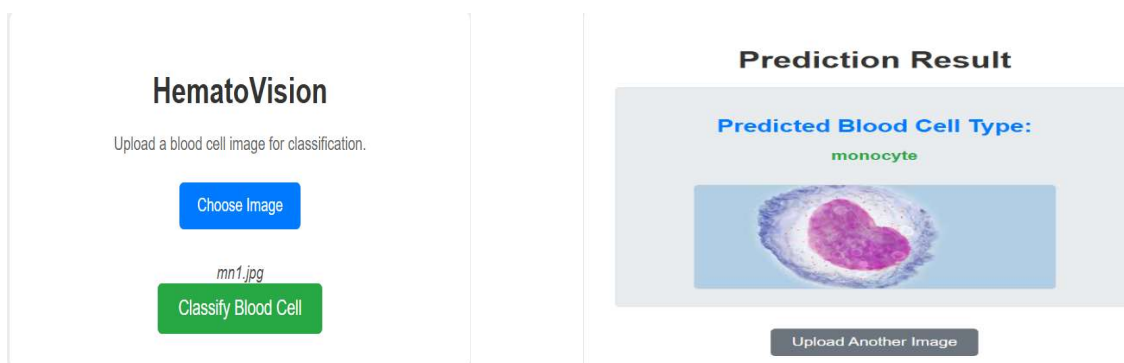 HematoVision
Upload a blood cell image for classification.
Choose Image
mn1.jpg
Classify Blood Cell
Prediction Result
Predicted Blood Cell Type:
monocyte
Upload Another Image